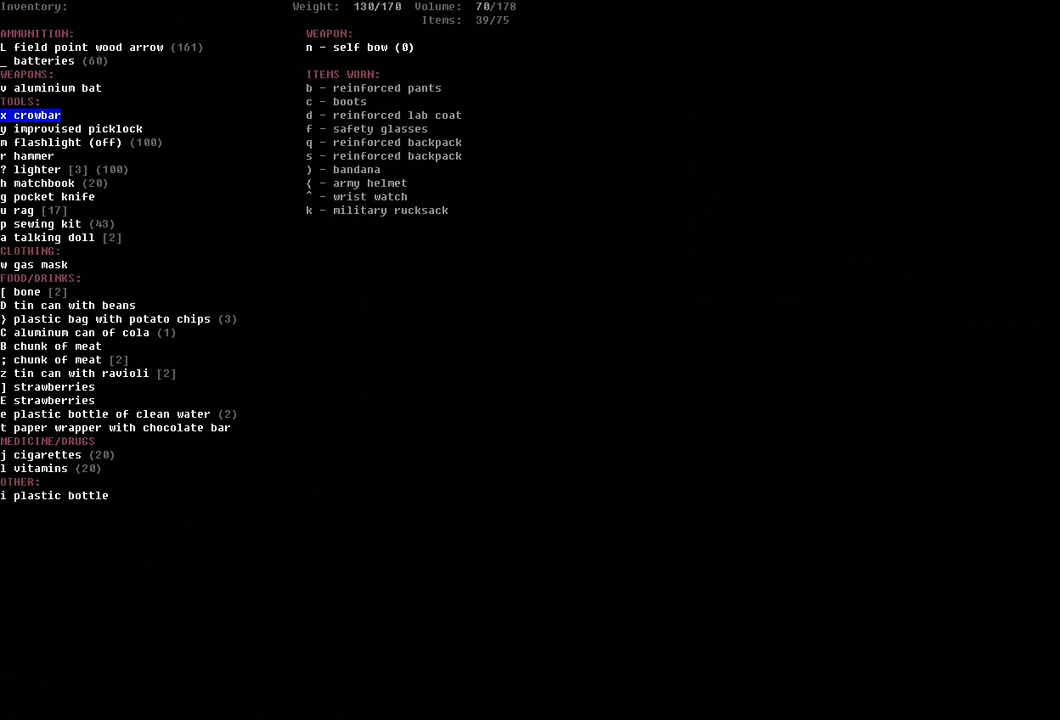 Inventory: Weight: 130/170 Volume: 70/178
Items: 39/75
AMMUNITION:
L field point wood arrow (161)
_ batteries (60)
WEAPONS:
v aluminium bat
TOOLS:
x crowbar
y improvised picklock
m flashlight (off) (100)
r hammer
? lighter [3] (100)
h matchbook (20)
g pocket knife
u rag [17]
p sewing kit (43)
a talking doll [2]
CLOTHING:
w gas mask
FOOD/DRINKS:
[ bone [2]
D tin can with beans
} plastic bag with potato chips (3)
C aluminum can of cola (1)
B chunk of meat
; chunk of meat [2]
z tin can with ravioli [2]
] strawberries
E strawberries
e plastic bottle of clean water (2)
t paper wrapper with chocolate bar
MEDICINE/DRUGS
j cigarettes (20)
l vitamins (20)
OTHER:
i plastic bottle
WEAPON:
n - self bow (0)
ITEMS WORN:
b - reinforced pants
c - boots
d - reinforced lab coat
f - safety glasses
q - reinforced backpack
s - reinforced backpack
) - bandana
{ - army helmet
^ - wrist watch
k - military rucksack